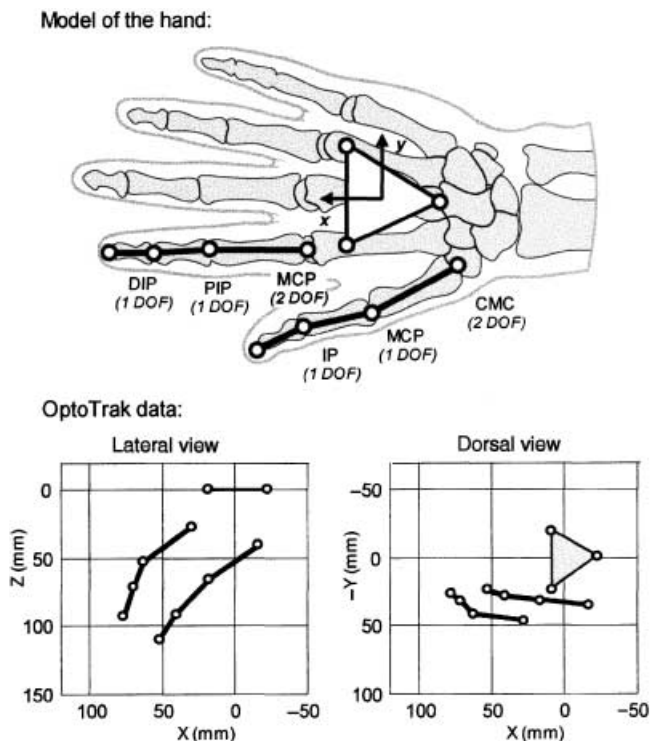 Model of the hand:
y
x
DIP
(1 DOF)
PIP
(1 DOF)
MCP
(2 DOF)
CMC
(2 DOF)
MCP
(1 DOF)
IP
(1 DOF)
OptoTrak data:
Lateral view
Dorsal view
0
50
100
150
Z (mm)
100 50 0 -50
X (mm)
-50
0
50
100
-Y (mm)
100 50 0 -50
X (mm)